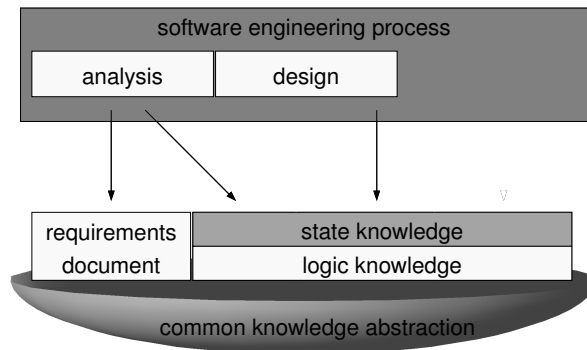 software engineering process
analysis
design
requirements
document
state knowledge
logic knowledge
common knowledge abstraction